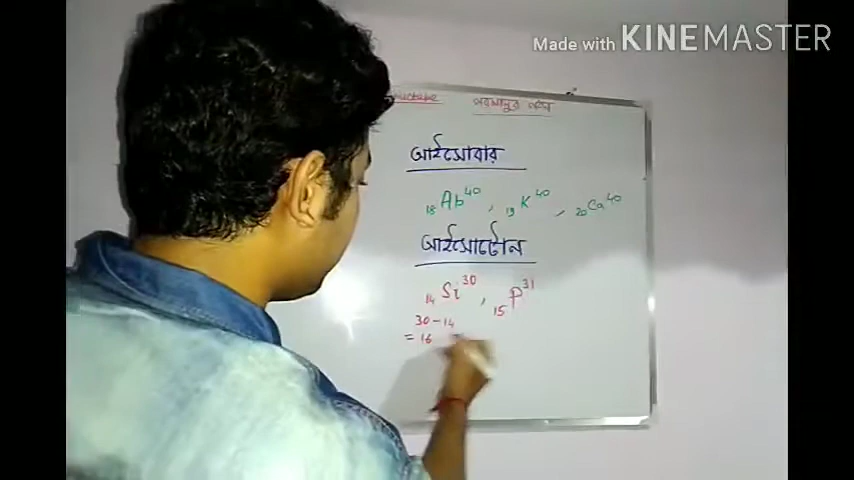 Made with KINEMASTER
পরমানুর গঠন
আইসোবার
₁₈Ab⁴⁰ , ₁₉K⁴⁰ , ₂₀Ca⁴⁰
আইসোটোন
₁₄Si³⁰ , ₁₅P³¹
30-14
= 16